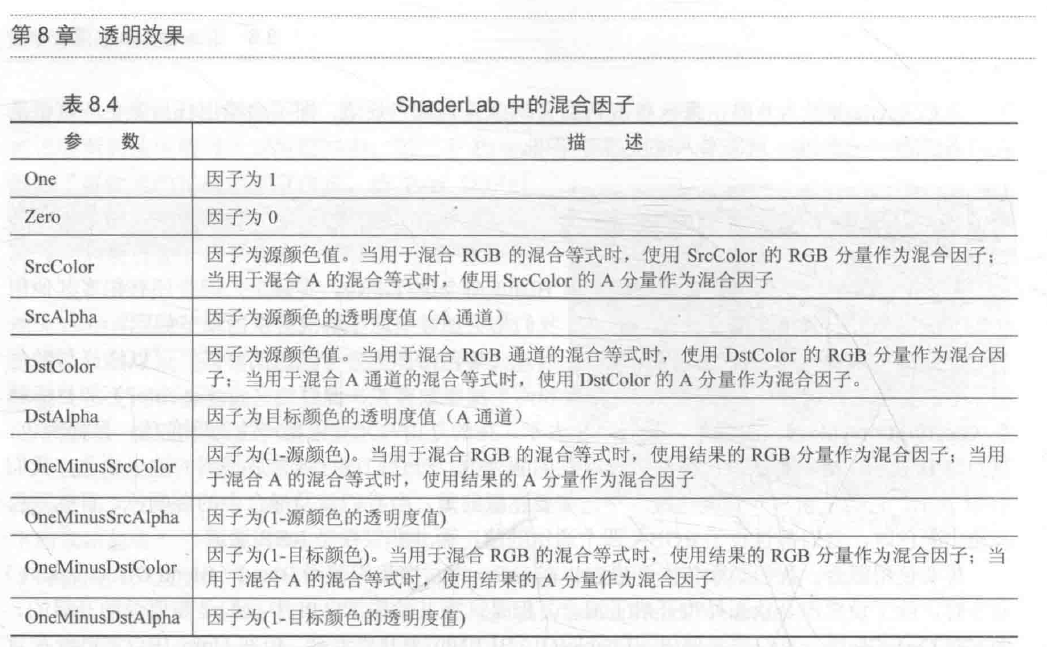 第 8 章 透明效果
表 8.4 ShaderLab 中的混合因子
参 数 描 述
One 因子为 1
Zero 因子为 0
SrcColor 因子为源颜色值。当用于混合 RGB 的混合等式时，使用 SrcColor 的 RGB 分量作为混合因子；
当用于混合 A 的混合等式时，使用 SrcColor 的 A 分量作为混合因子
SrcAlpha 因子为源颜色的透明度值（A 通道）
DstColor 因子为源颜色值。当用于混合 RGB 通道的混合等式时，使用 DstColor 的 RGB 分量作为混合因
子；当用于混合 A 通道的混合等式时，使用 DstColor 的 A 分量作为混合因子。
DstAlpha 因子为目标颜色的透明度值（A 通道）
OneMinusSrcColor 因子为(1-源颜色)。当用于混合 RGB 的混合等式时，使用结果的 RGB 分量作为混合因子；当用
于混合 A 的混合等式时，使用结果的 A 分量作为混合因子
OneMinusSrcAlpha 因子为(1-源颜色的透明度值)
OneMinusDstColor 因子为(1-目标颜色)。当用于混合 RGB 的混合等式时，使用结果的 RGB 分量作为混合因子；当
用于混合 A 的混合等式时，使用结果的 A 分量作为混合因子
OneMinusDstAlpha 因子为(1-目标颜色的透明度值)